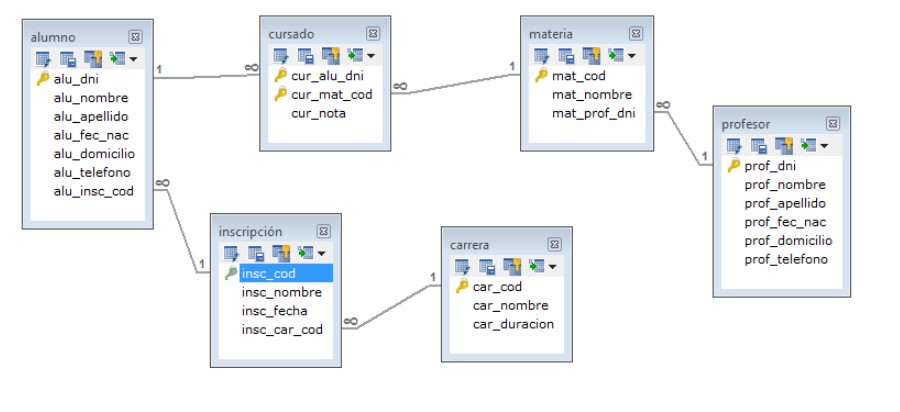 alumno
alu_dni
alu_nombre
alu_apellido
alu_fec_nac
alu_domicilio
alu_telefono
alu_insc_cod
1
∞
cursado
cur_alu_dni
cur_mat_cod
cur_nota
∞
1
materia
mat_cod
mat_nombre
mat_prof_dni
∞
1
profesor
prof_dni
prof_nombre
prof_apellido
prof_fec_nac
prof_domicilio
prof_telefono
∞
1
inscripción
insc_cod
insc_nombre
insc_fecha
insc_car_cod
∞
1
carrera
car_cod
car_nombre
car_duracion